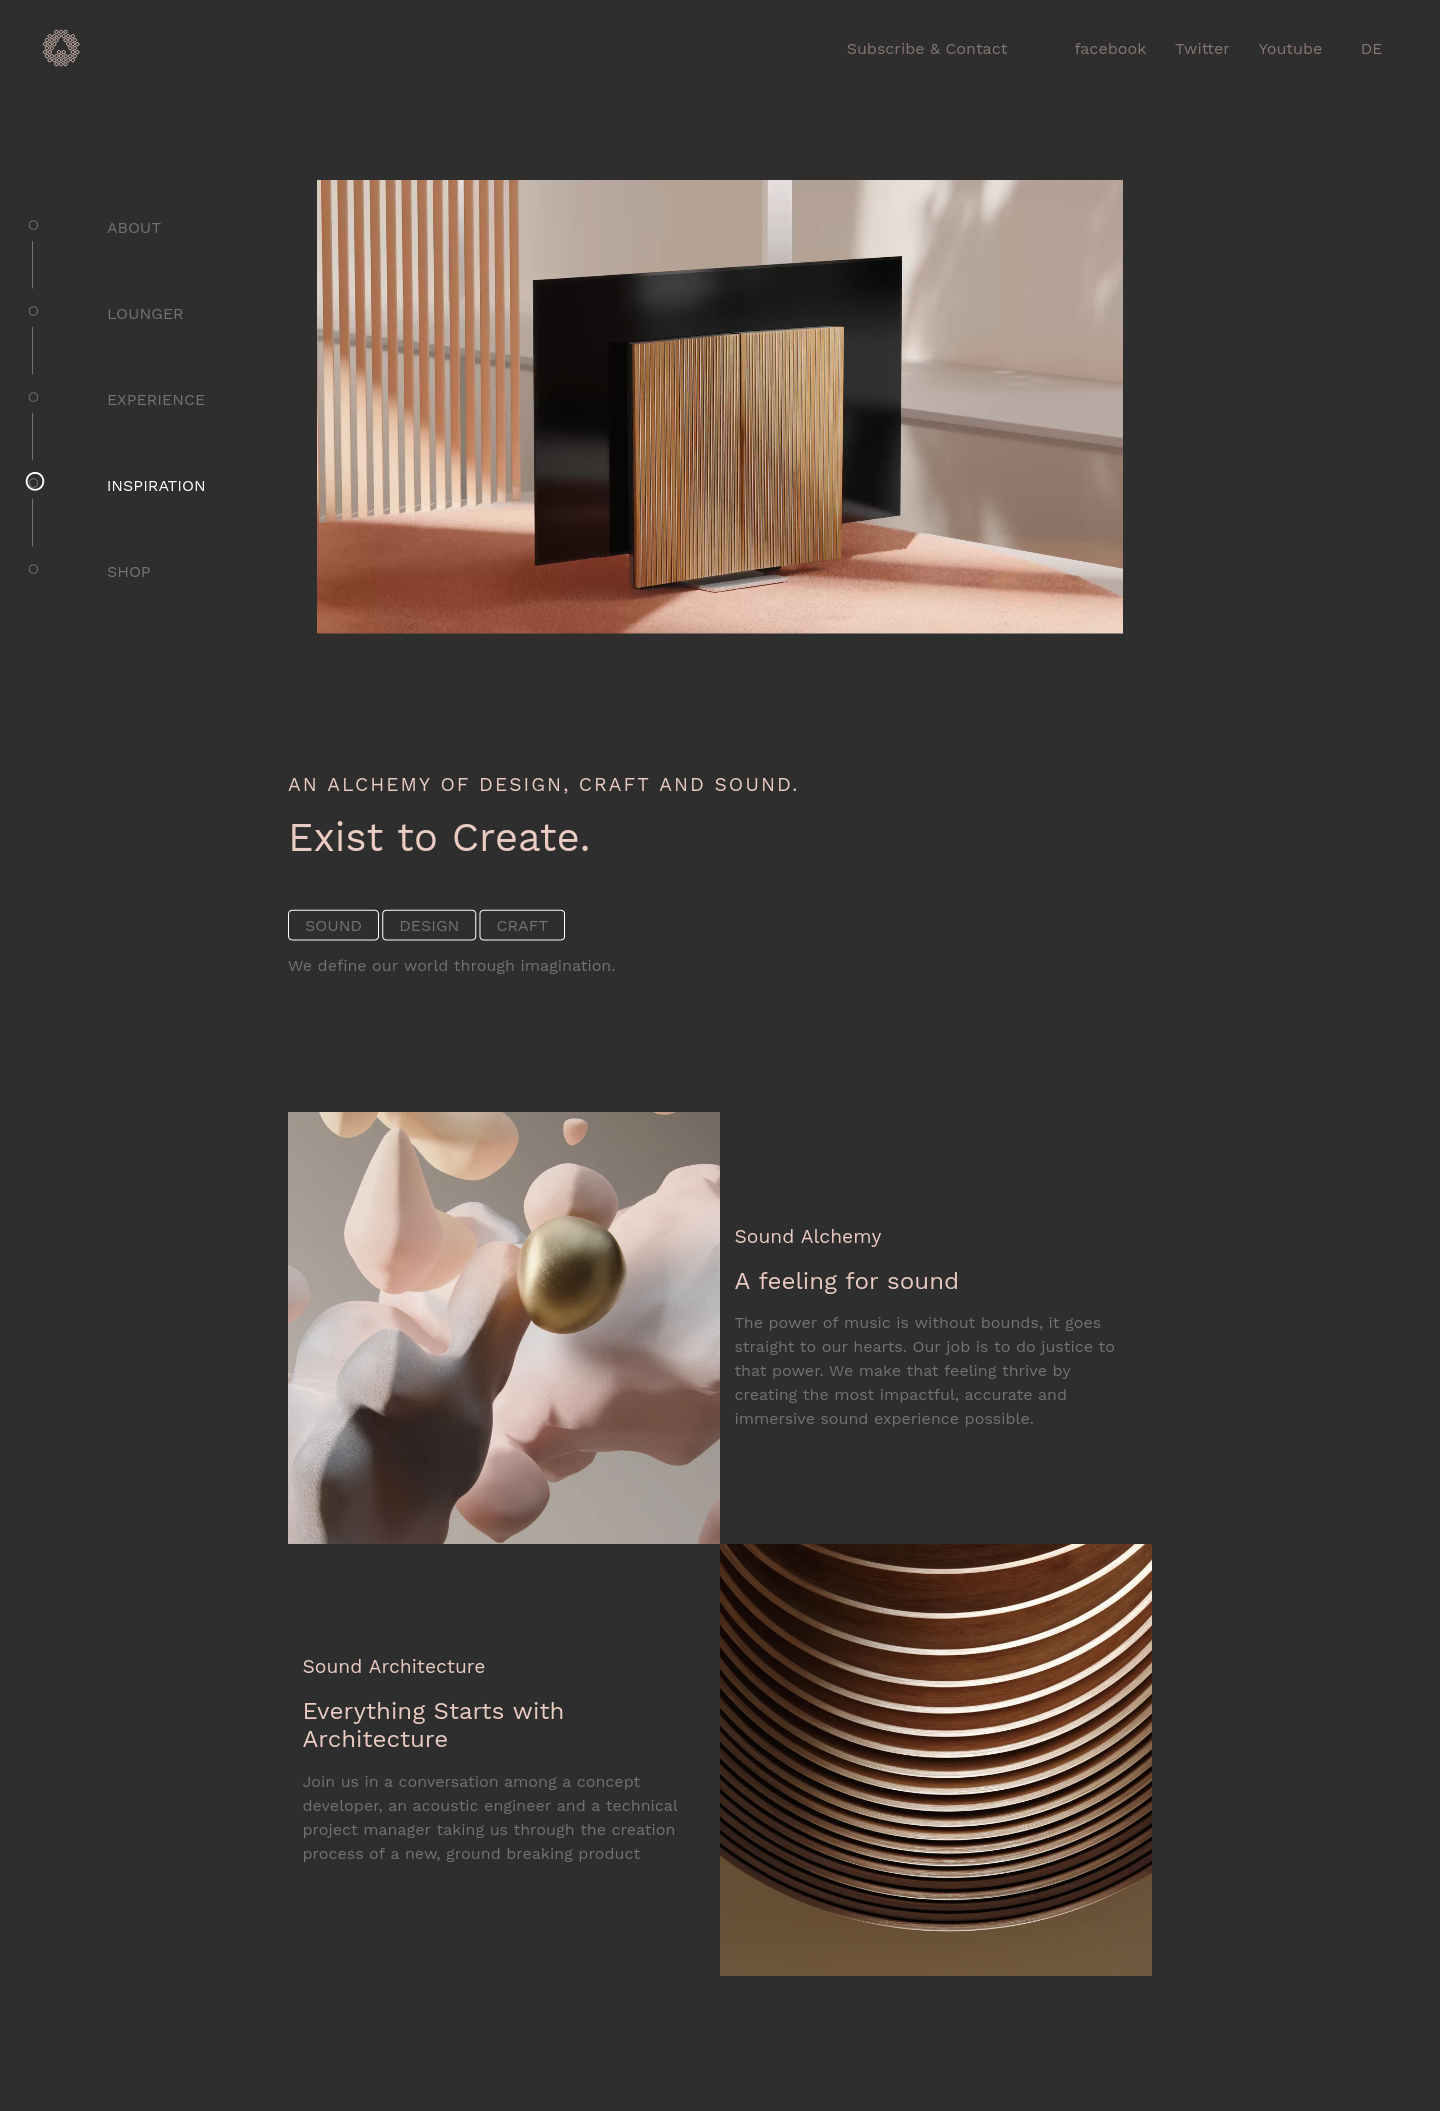 Subscribe & Contact
facebook
Twitter
Youtube
DE
ABOUT
LOUNGER
EXPERIENCE
INSPIRATION
SHOP
AN ALCHEMY OF DESIGN, CRAFT AND SOUND.
Exist to Create.
SOUND
DESIGN
CRAFT
We define our world through imagination.
Sound Alchemy
A feeling for sound
The power of music is without bounds, it goes
straight to our hearts. Our job is to do justice to
that power. We make that feeling thrive by
creating the most impactful, accurate and
immersive sound experience possible.
Sound Architecture
Everything Starts with
Architecture
Join us in a conversation among a concept
developer, an acoustic engineer and a technical
project manager taking us through the creation
process of a new, ground breaking product